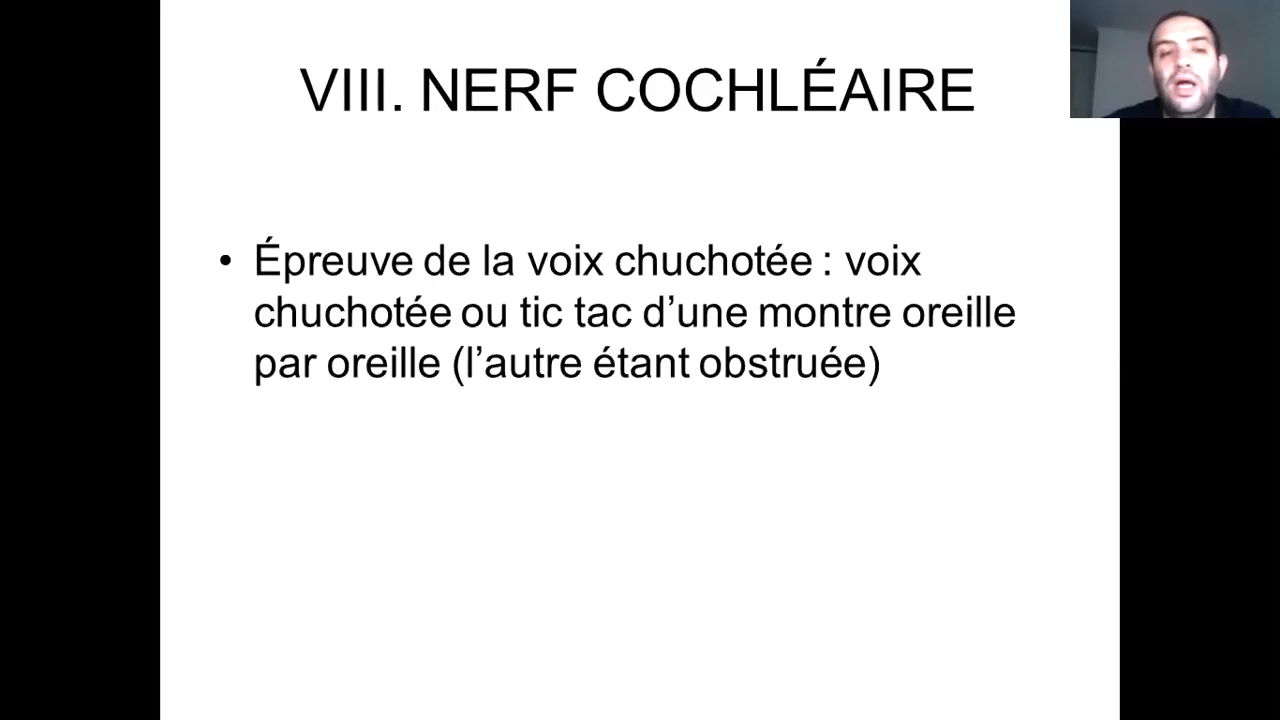 VIII. NERF COCHLÉAIRE
• Épreuve de la voix chuchotée : voix
chuchotée ou tic tac d’une montre oreille
par oreille (l’autre étant obstruée)